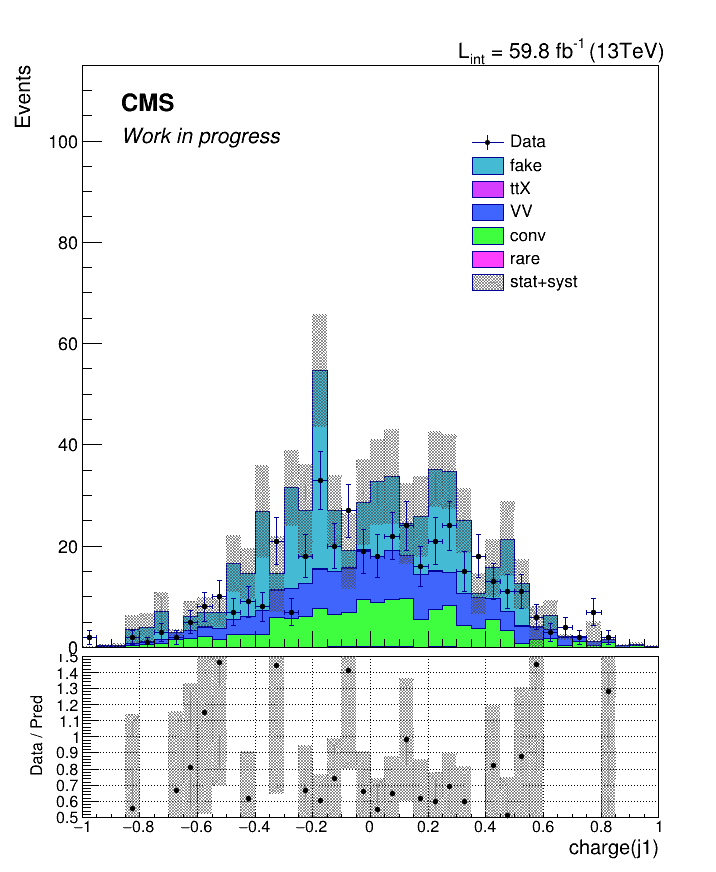 L_int = 59.8 fb^-1 (13TeV)
Events
CMS
Work in progress
100
80
60
40
20
0
Data
fake
ttX
VV
conv
rare
stat+syst
Data / Pred
1.5
1.4
1.3
1.2
1.1
1
0.9
0.8
0.7
0.6
0.5
−1 −0.8 −0.6 −0.4 −0.2 0 0.2 0.4 0.6 0.8 1
charge(j1)